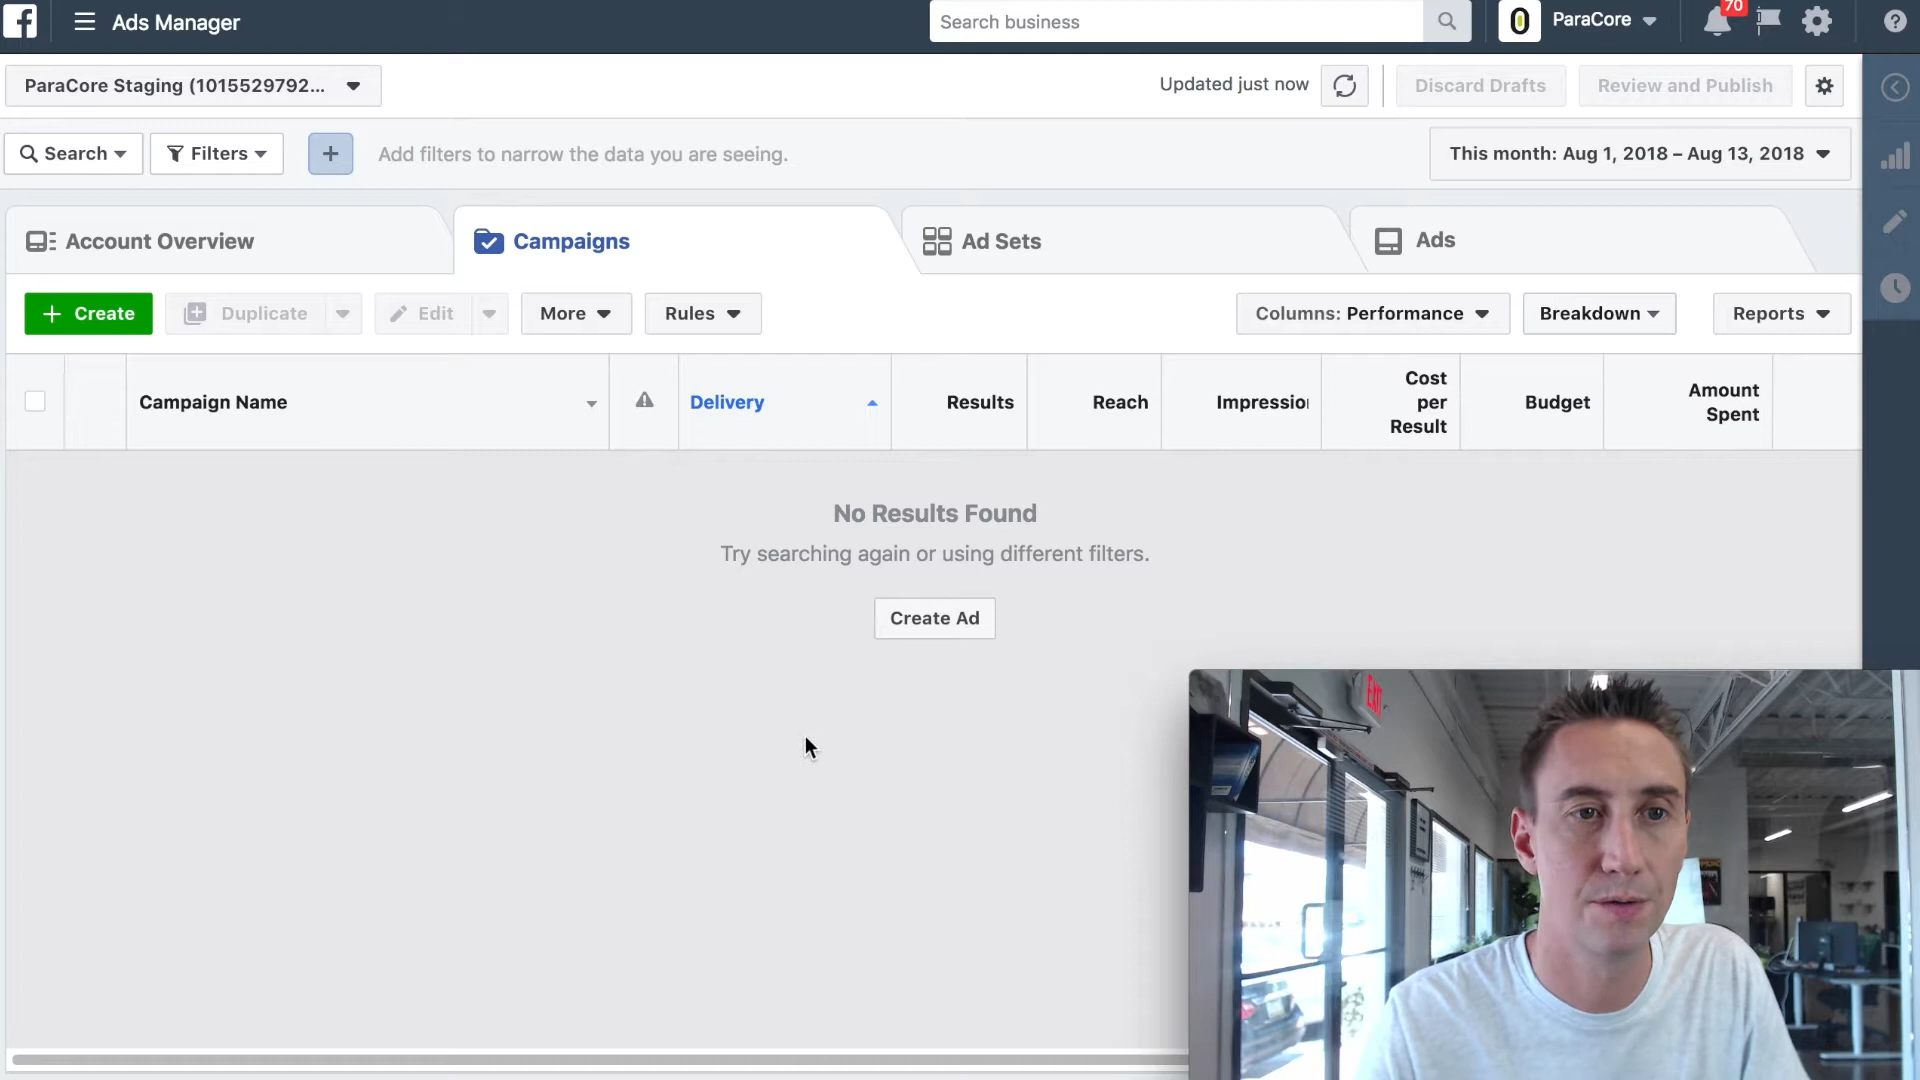 Ads Manager
Search business
ParaCore
70
ParaCore Staging (1015529792...
Updated just now
Discard Drafts
Review and Publish
Search
Filters
Add filters to narrow the data you are seeing.
This month: Aug 1, 2018 – Aug 13, 2018
Account Overview
Campaigns
Ad Sets
Ads
Create
Duplicate
Edit
More
Rules
Columns: Performance
Breakdown
Reports
Campaign Name
Delivery
Results
Reach
Impressio
Cost
per
Result
Budget
Amount
Spent
No Results Found
Try searching again or using different filters.
Create Ad
EXIT